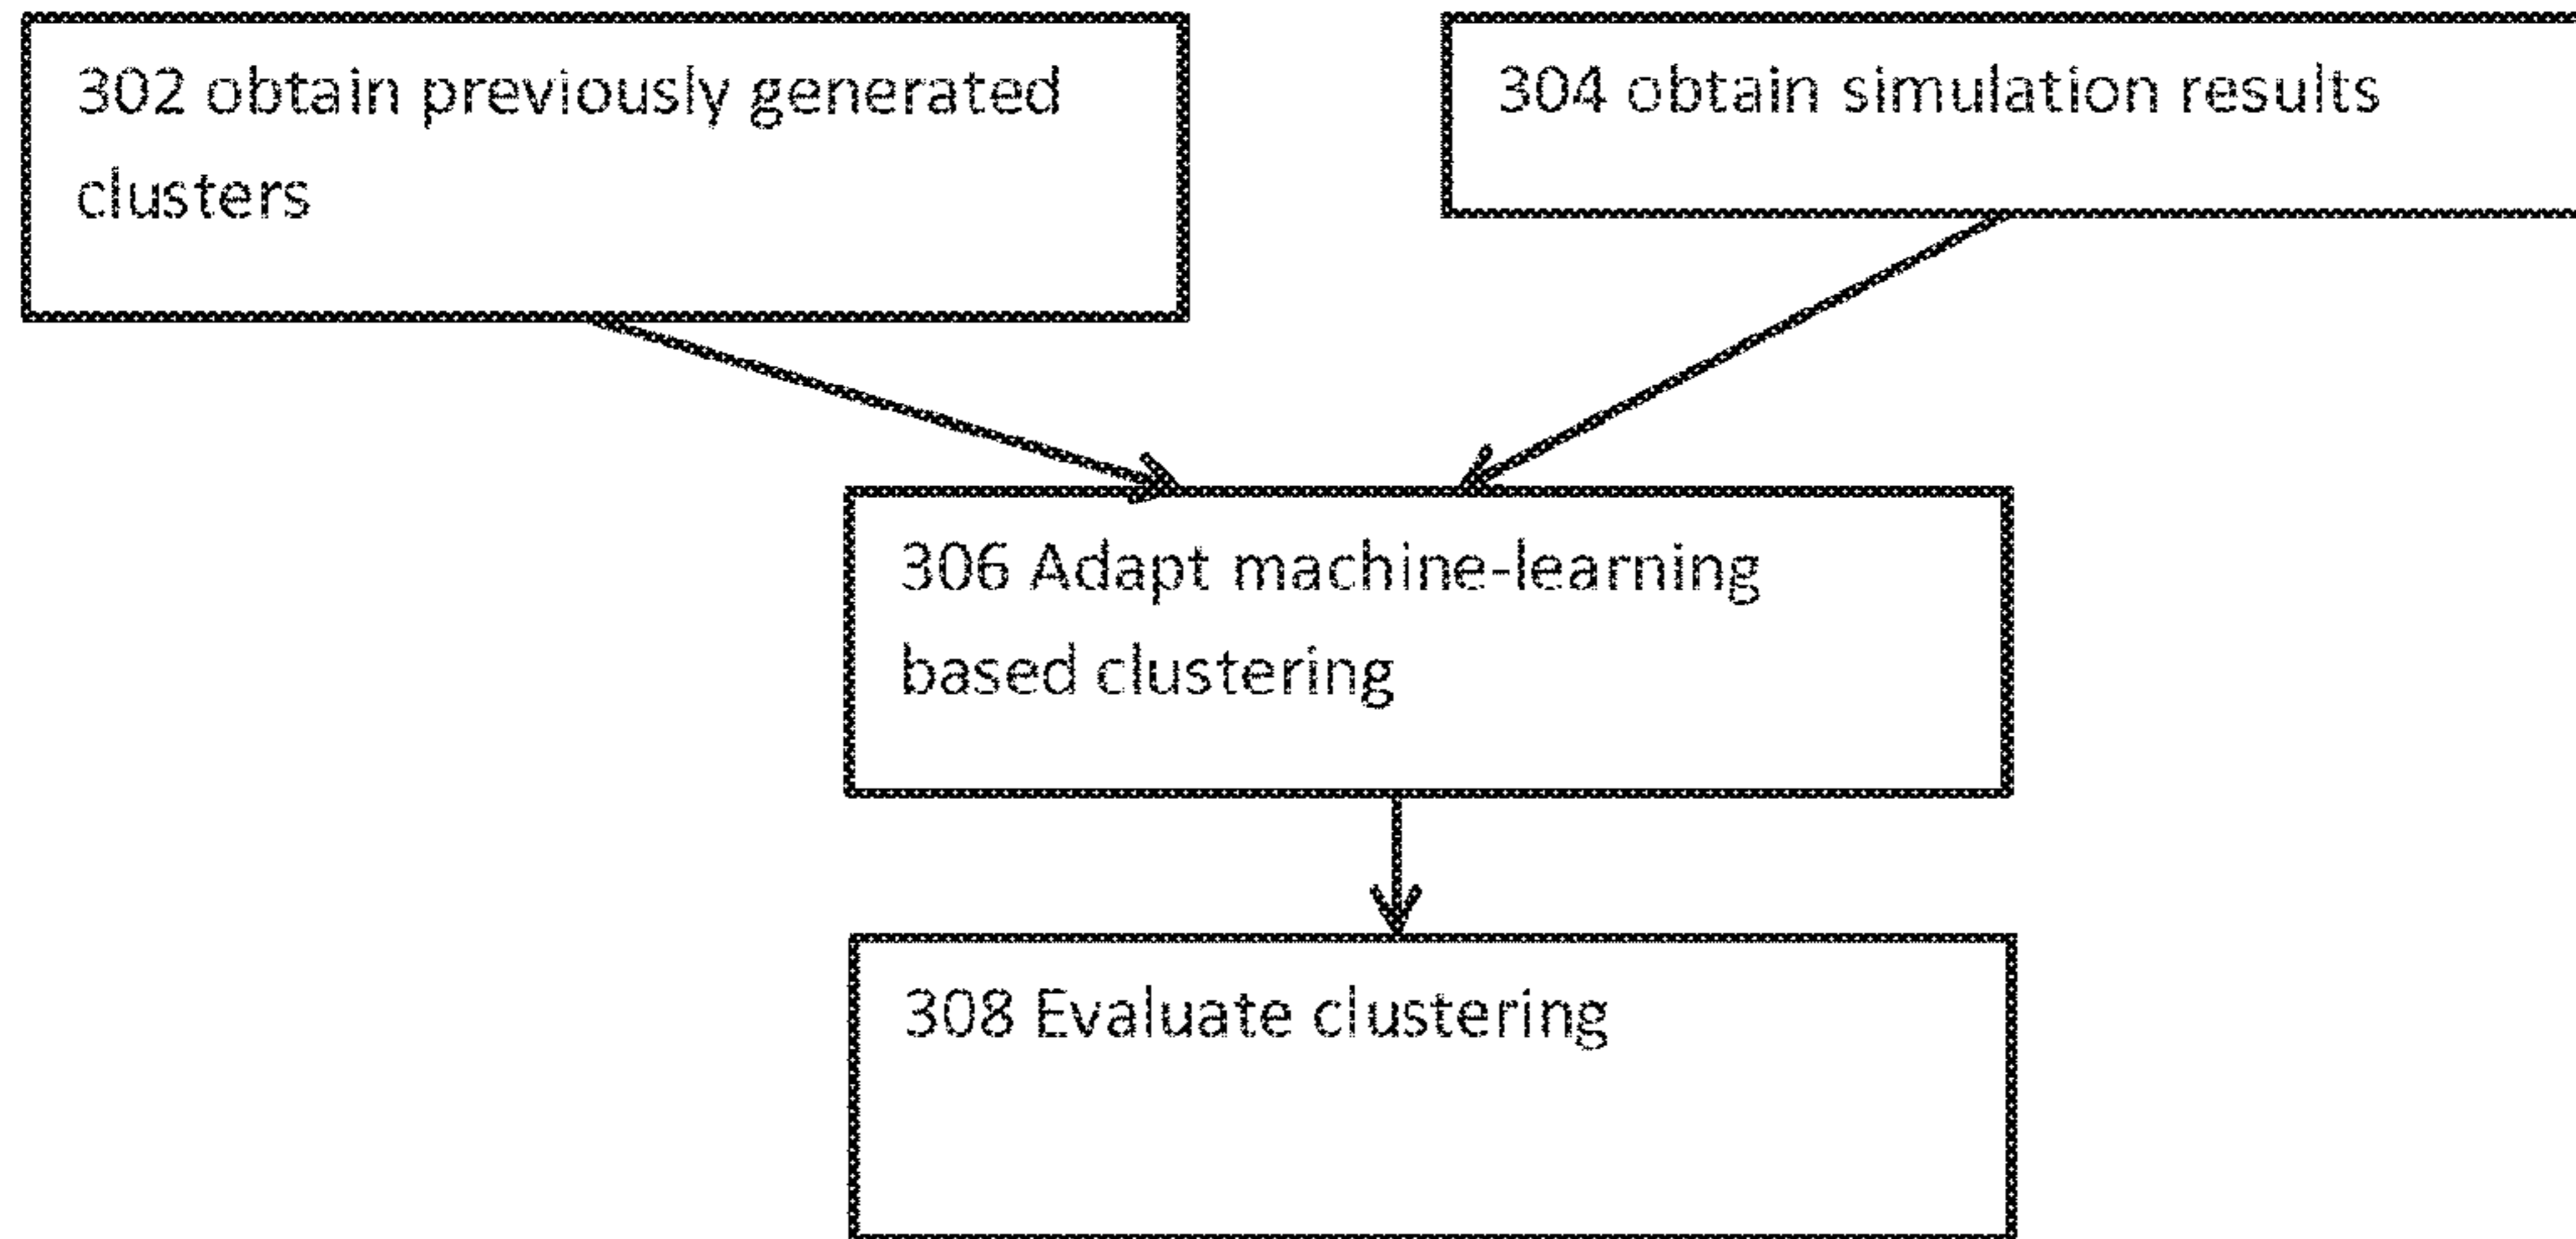 302 obtain previously generated
clusters
304 obtain simulation results
306 Adapt machine-learning
based clustering
308 Evaluate clustering